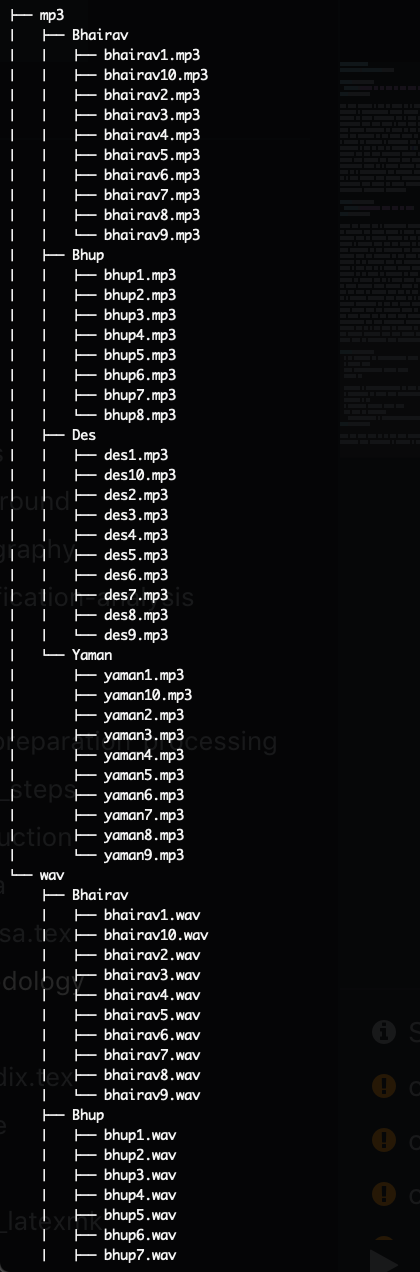 ├── mp3
│   ├── Bhairav
│   │   ├── bhairav1.mp3
│   │   ├── bhairav10.mp3
│   │   ├── bhairav2.mp3
│   │   ├── bhairav3.mp3
│   │   ├── bhairav4.mp3
│   │   ├── bhairav5.mp3
│   │   ├── bhairav6.mp3
│   │   ├── bhairav7.mp3
│   │   ├── bhairav8.mp3
│   │   └── bhairav9.mp3
│   ├── Bhup
│   │   ├── bhup1.mp3
│   │   ├── bhup2.mp3
│   │   ├── bhup3.mp3
│   │   ├── bhup4.mp3
│   │   ├── bhup5.mp3
│   │   ├── bhup6.mp3
│   │   ├── bhup7.mp3
│   │   └── bhup8.mp3
│   ├── Des
│   │   ├── des1.mp3
│   │   ├── des10.mp3
│   │   ├── des2.mp3
│   │   ├── des3.mp3
│   │   ├── des4.mp3
│   │   ├── des5.mp3
│   │   ├── des6.mp3
│   │   ├── des7.mp3
│   │   ├── des8.mp3
│   │   └── des9.mp3
│   └── Yaman
│       ├── yaman1.mp3
│       ├── yaman10.mp3
│       ├── yaman2.mp3
│       ├── yaman3.mp3
│       ├── yaman4.mp3
│       ├── yaman5.mp3
│       ├── yaman6.mp3
│       ├── yaman7.mp3
│       ├── yaman8.mp3
│       └── yaman9.mp3
└── wav
    ├── Bhairav
    │   ├── bhairav1.wav
    │   ├── bhairav10.wav
    │   ├── bhairav2.wav
    │   ├── bhairav3.wav
    │   ├── bhairav4.wav
    │   ├── bhairav5.wav
    │   ├── bhairav6.wav
    │   ├── bhairav7.wav
    │   ├── bhairav8.wav
    │   └── bhairav9.wav
    ├── Bhup
    │   ├── bhup1.wav
    │   ├── bhup2.wav
    │   ├── bhup3.wav
    │   ├── bhup4.wav
    │   ├── bhup5.wav
    │   ├── bhup6.wav
    │   ├── bhup7.wav